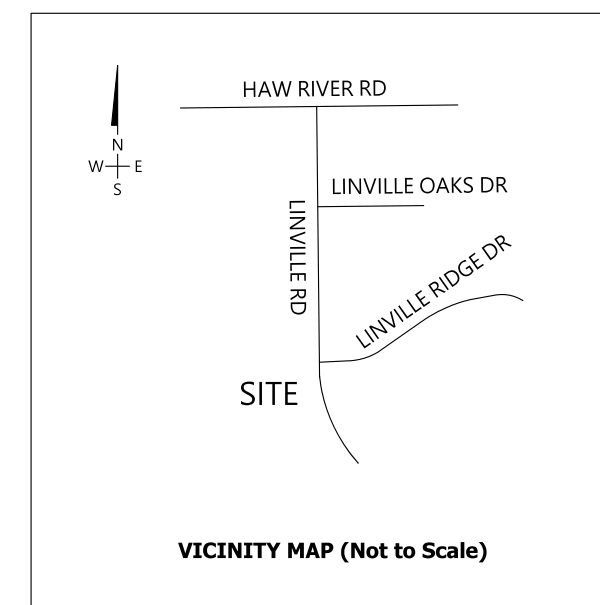 HAW RIVER RD
N
W E
S
LINVILLE OAKS DR
LINVILLE RD
LINVILLE RIDGE DR
SITE
VICINITY MAP (Not to Scale)